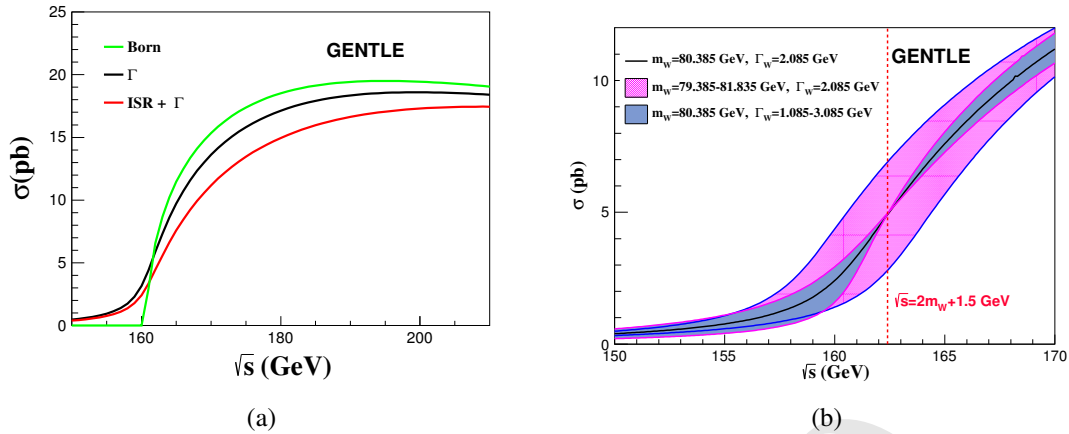 25
20
15
10
5
0
σ(pb)
Born
Γ
ISR + Γ
GENTLE
160 180 200
√s (GeV)
(a)
10
5
0
σ (pb)
GENTLE
m_W=80.385 GeV, Γ_W=2.085 GeV
m_W=79.385-81.835 GeV, Γ_W=2.085 GeV
m_W=80.385 GeV, Γ_W=1.085-3.085 GeV
√s=2m_W+1.5 GeV
150 155 160 165 170
√s (GeV)
(b)